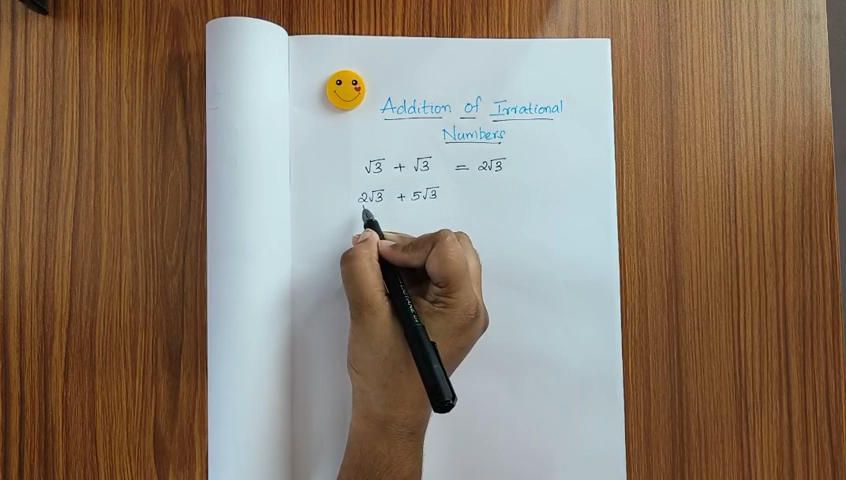 Addition of Irrational
Numbers
√3 + √3 = 2√3
2√3 + 5√3